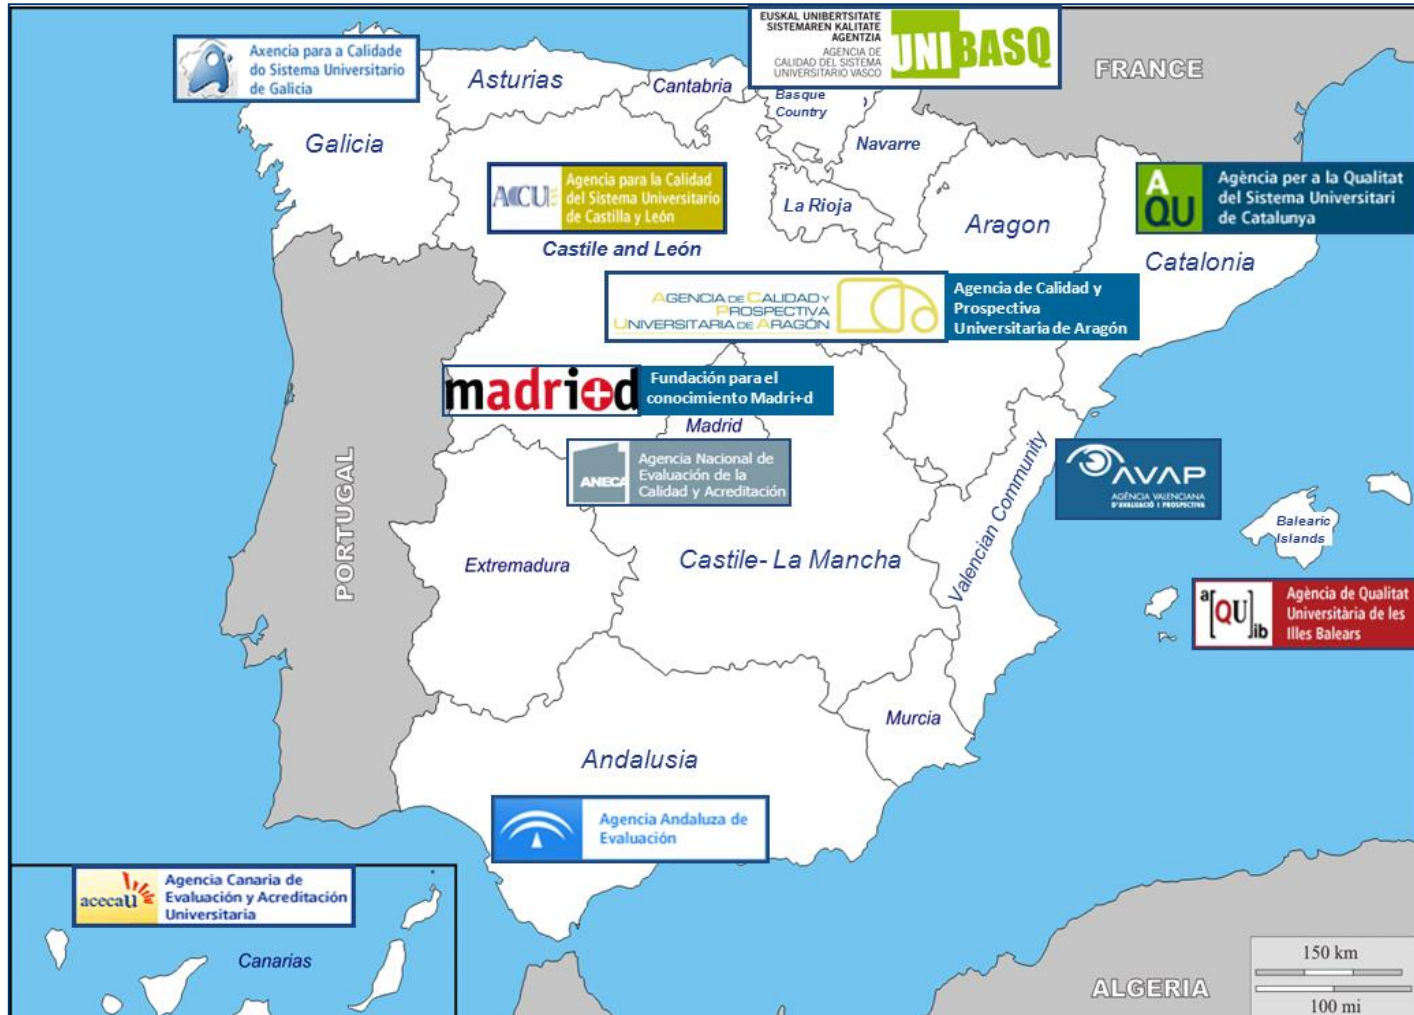 Axencia para a Calidade
do Sistema Universitario
de Galicia
Asturias
Cantabria
EUSKAL UNIBERTSITATE
SISTEMAREN KALITATE
AGENTZIA
AGENCIA DE
CALIDAD DEL SISTEMA
UNIVERSITARIO VASCO
UNIBASQ
FRANCE
Basque
Country
Galicia
Navarre
ACCU
Agencia para la Calidad
del Sistema Universitario
de Castilla y León
La Rioja
Aragon
AQU
Agència per a la Qualitat
del Sistema Universitari
de Catalunya
Castile and León
Catalonia
AGENCIA DE CALIDAD Y
PROSPECTIVA
UNIVERSITARIA DE ARAGÓN
Agencia de Calidad y
Prospectiva
Universitaria de Aragón
madri+d
Fundación para el
conocimiento Madri+d
Madrid
ANECA
Agencia Nacional de
Evaluación de la
Calidad y Acreditación
PORTUGAL
Valencian Community
AVAP
AGÈNCIA VALENCIANA
D'AVALUACIÓ I PROSPECTIVA
Balearic
Islands
Extremadura
Castile- La Mancha
a[QU]ib
Agència de Qualitat
Universitària de les
Illes Balears
Murcia
Andalusia
Agencia Andaluza de
Evaluación
acecau
Agencia Canaria de
Evaluación y Acreditación
Universitaria
Canarias
ALGERIA
150 km
100 mi